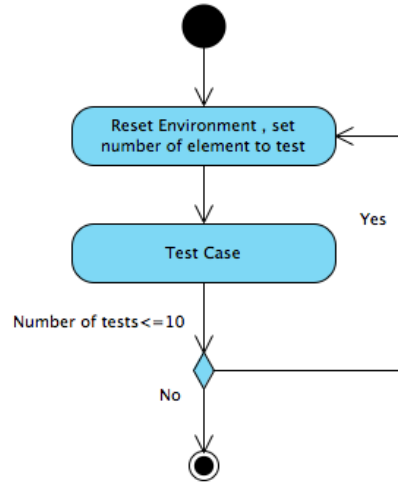 Reset Environment , set
number of element to test
Yes
Test Case
Number of tests<=10
No